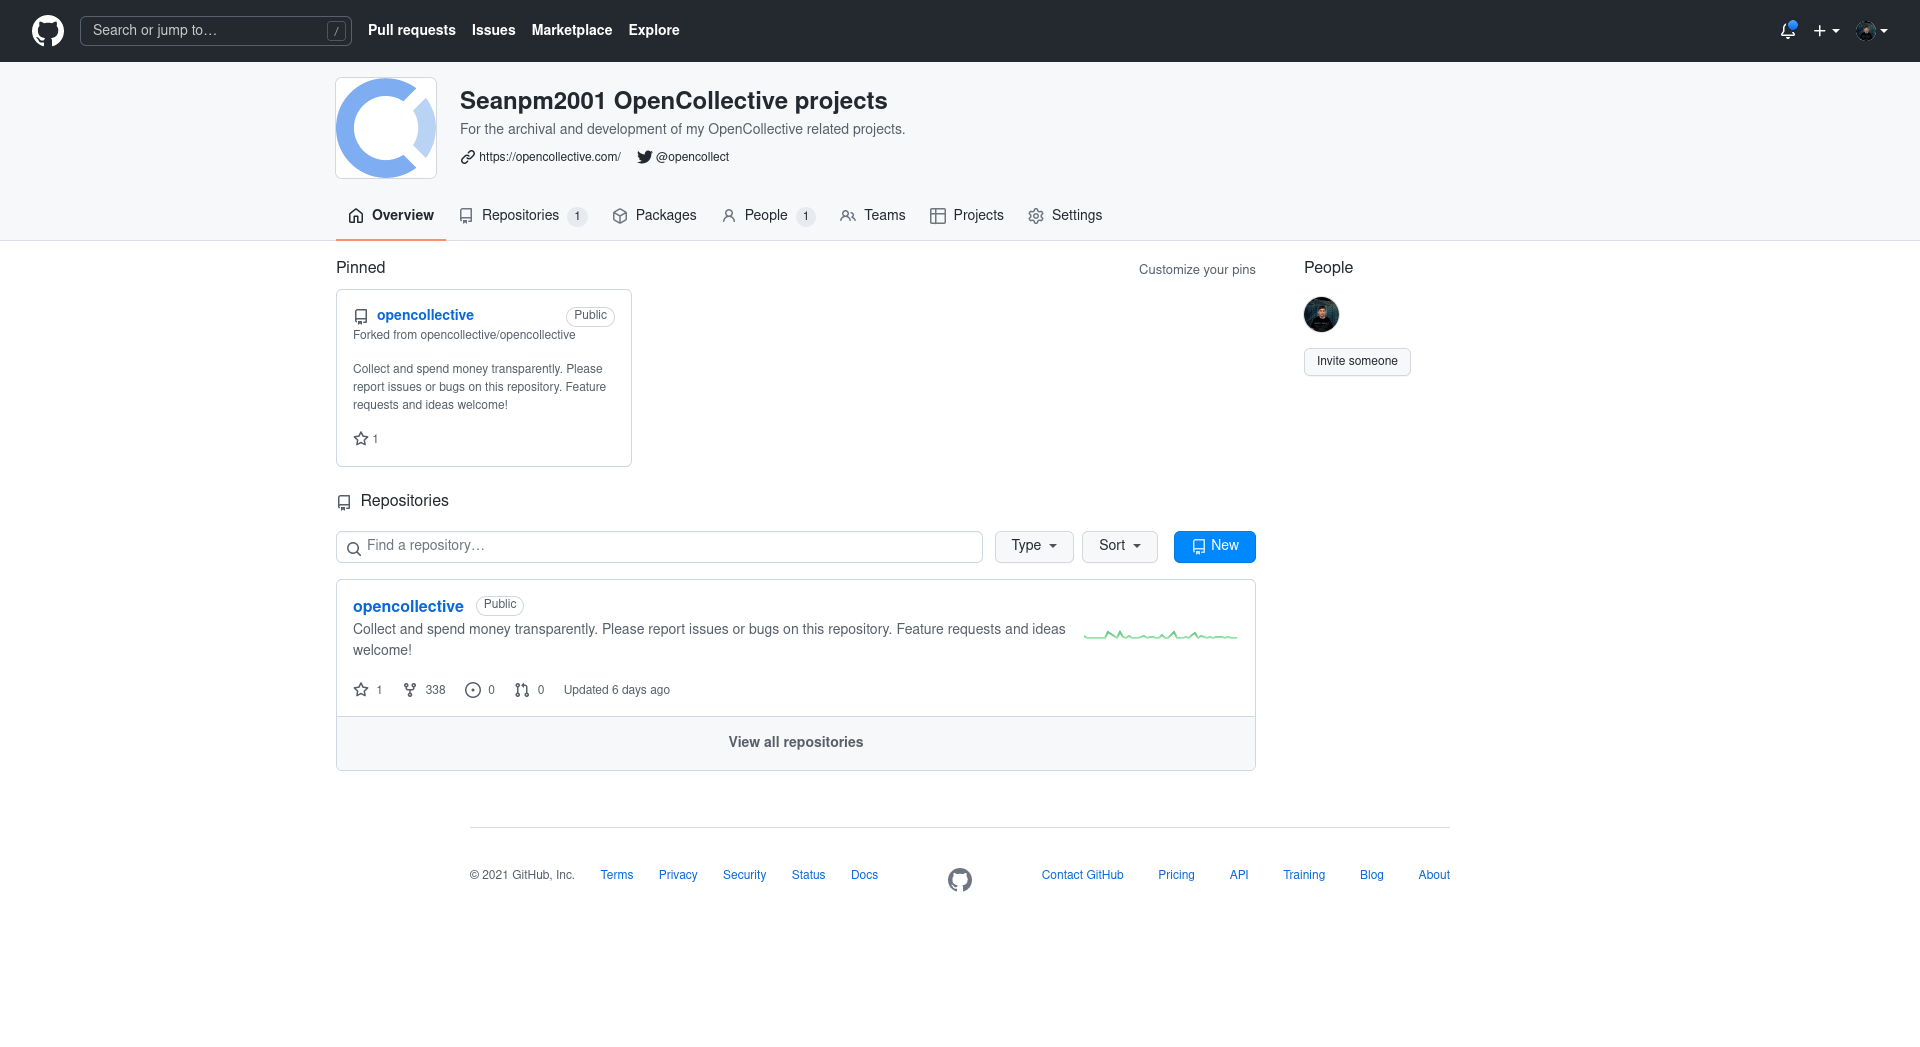 Search or jump to… / Pull requests Issues Marketplace Explore
Seanpm2001 OpenCollective projects
For the archival and development of my OpenCollective related projects.
https://opencollective.com/ @opencollect
Overview Repositories 1 Packages People 1 Teams Projects Settings
Pinned Customize your pins
opencollective Public
Forked from opencollective/opencollective
Collect and spend money transparently. Please
report issues or bugs on this repository. Feature
requests and ideas welcome!
1
People
Invite someone
Repositories
Find a repository… Type Sort New
opencollective Public
Collect and spend money transparently. Please report issues or bugs on this repository. Feature requests and ideas
welcome!
1 338 0 0 Updated 6 days ago
View all repositories
© 2021 GitHub, Inc. Terms Privacy Security Status Docs Contact GitHub Pricing API Training Blog About